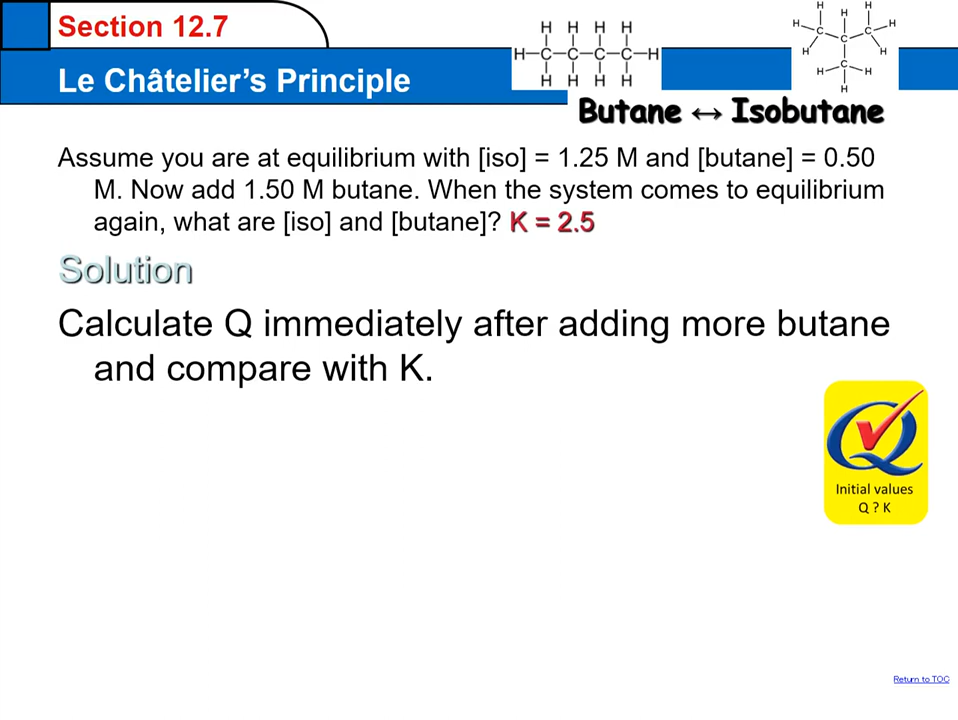 Section 12.7
Le Châtelier's Principle
H H H H
H C C C C H
H H H H
H H H
H C C C H
H H
C
H H
H
Butane ↔ Isobutane
Assume you are at equilibrium with [iso] = 1.25 M and [butane] = 0.50
M. Now add 1.50 M butane. When the system comes to equilibrium
again, what are [iso] and [butane]? K = 2.5
Solution
Calculate Q immediately after adding more butane
and compare with K.
Q
Initial values
Q ? K
Return to TOC